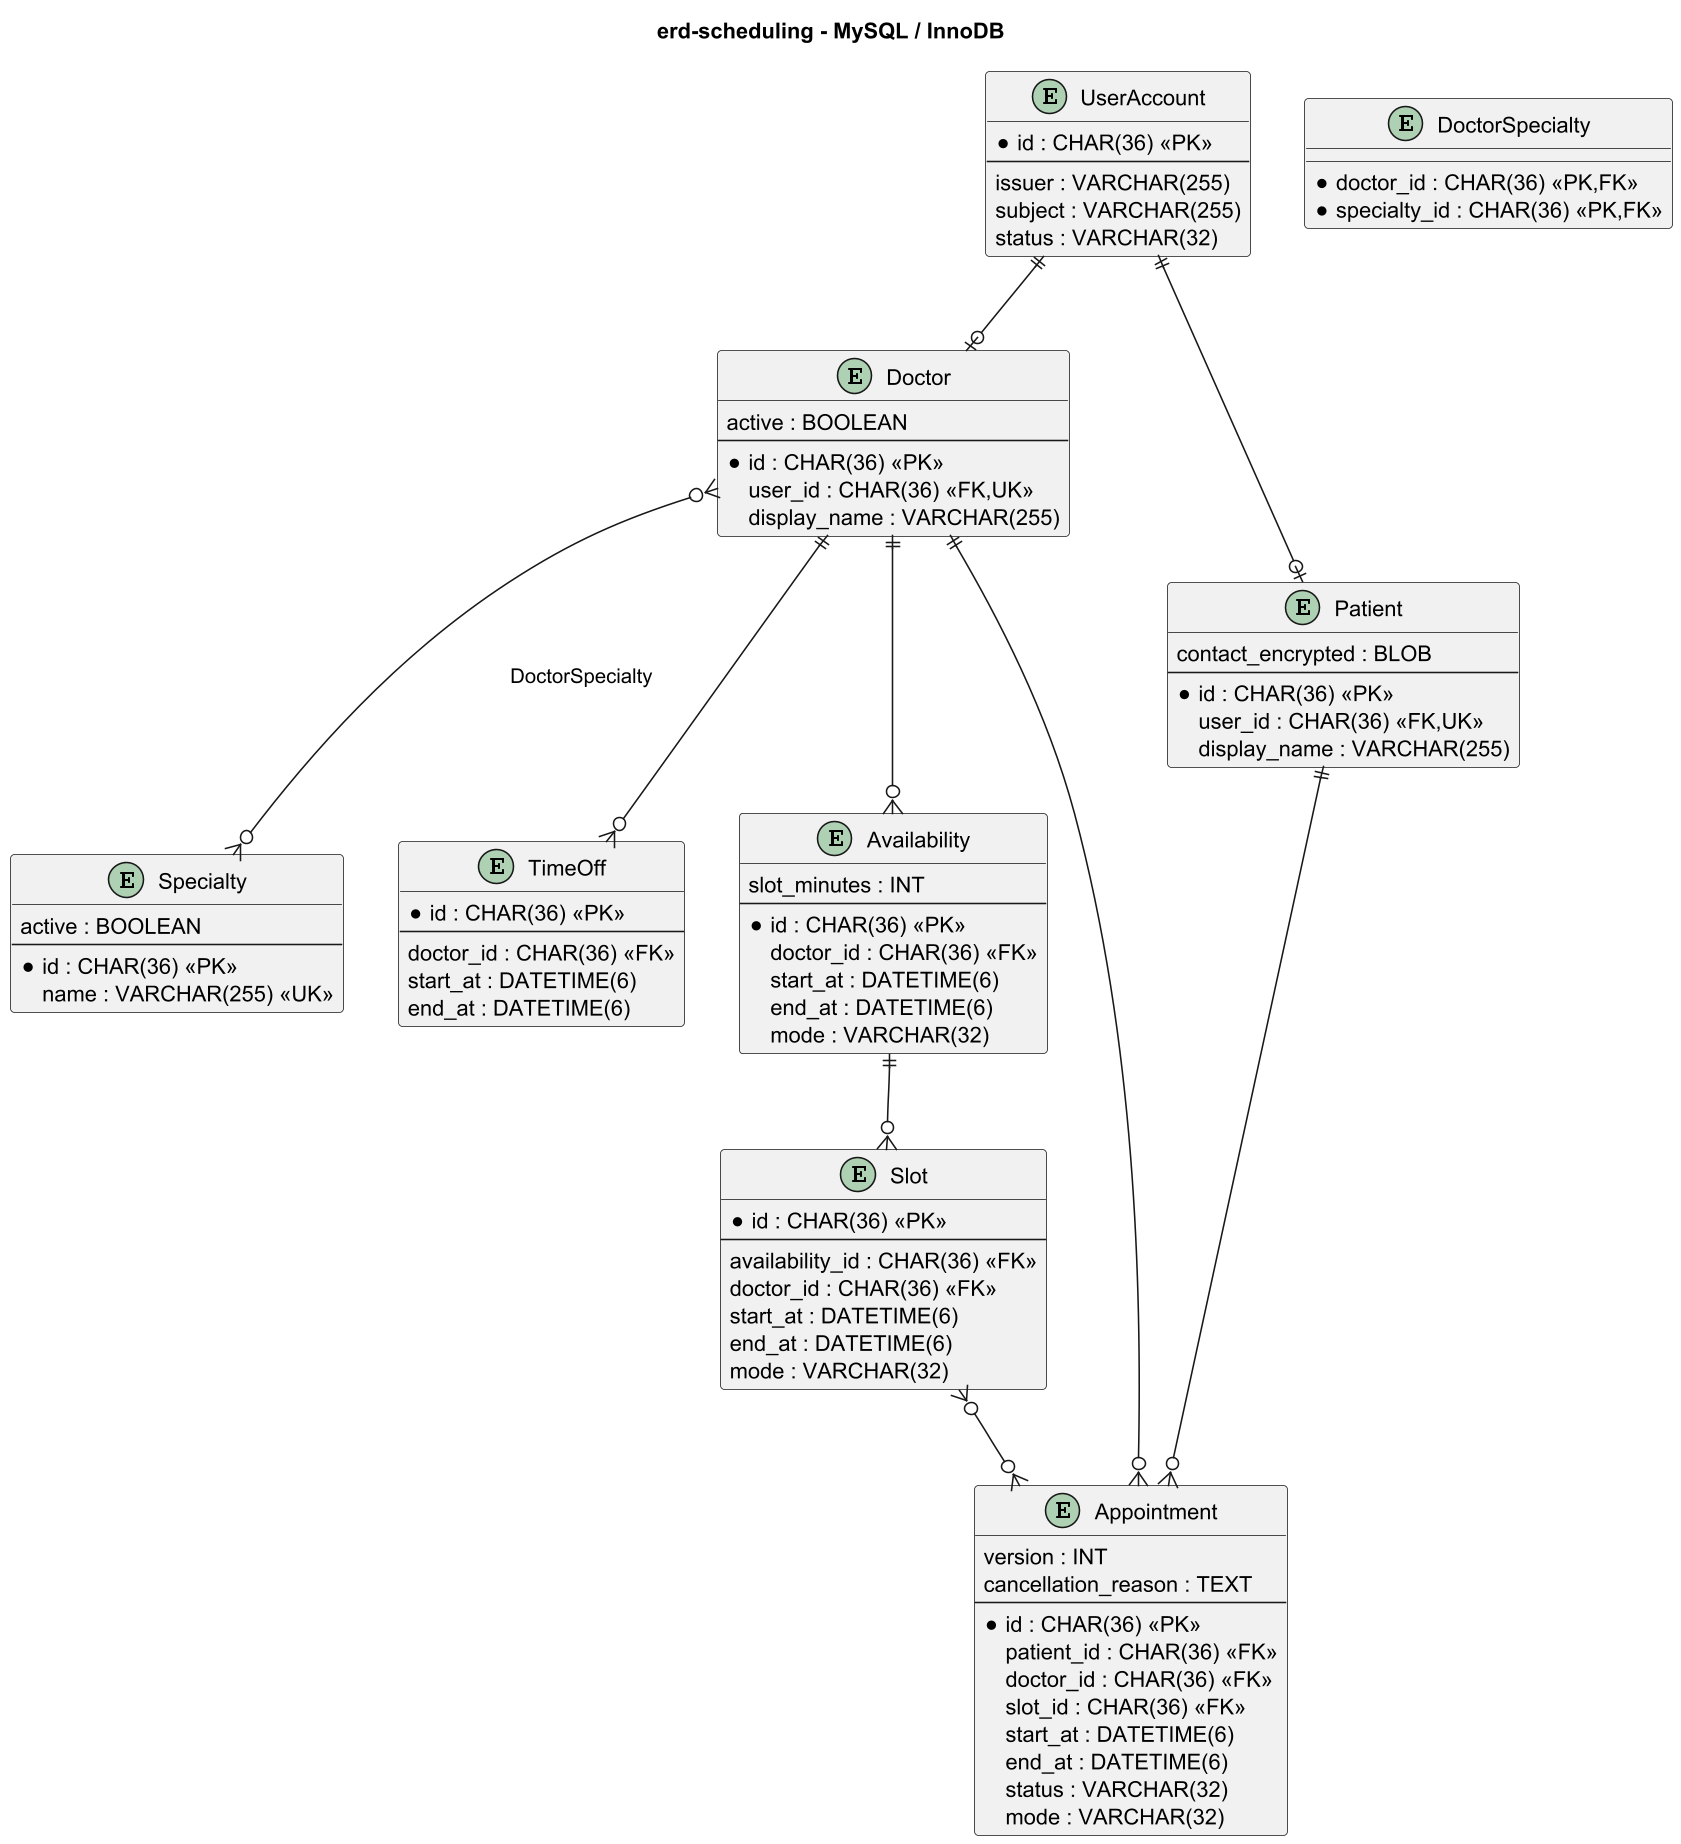 erd-scheduling - MySQL / InnoDB
E UserAccount
* id : CHAR(36) «PK»
issuer : VARCHAR(255)
subject : VARCHAR(255)
status : VARCHAR(32)
E DoctorSpecialty
* doctor_id : CHAR(36) «PK,FK»
* specialty_id : CHAR(36) «PK,FK»
E Doctor
active : BOOLEAN
* id : CHAR(36) «PK»
user_id : CHAR(36) «FK,UK»
display_name : VARCHAR(255)
E Patient
contact_encrypted : BLOB
* id : CHAR(36) «PK»
user_id : CHAR(36) «FK,UK»
display_name : VARCHAR(255)
DoctorSpecialty
E Specialty
active : BOOLEAN
* id : CHAR(36) «PK»
name : VARCHAR(255) «UK»
E TimeOff
* id : CHAR(36) «PK»
doctor_id : CHAR(36) «FK»
start_at : DATETIME(6)
end_at : DATETIME(6)
E Availability
slot_minutes : INT
* id : CHAR(36) «PK»
doctor_id : CHAR(36) «FK»
start_at : DATETIME(6)
end_at : DATETIME(6)
mode : VARCHAR(32)
E Slot
* id : CHAR(36) «PK»
availability_id : CHAR(36) «FK»
doctor_id : CHAR(36) «FK»
start_at : DATETIME(6)
end_at : DATETIME(6)
mode : VARCHAR(32)
E Appointment
version : INT
cancellation_reason : TEXT
* id : CHAR(36) «PK»
patient_id : CHAR(36) «FK»
doctor_id : CHAR(36) «FK»
slot_id : CHAR(36) «FK»
start_at : DATETIME(6)
end_at : DATETIME(6)
status : VARCHAR(32)
mode : VARCHAR(32)